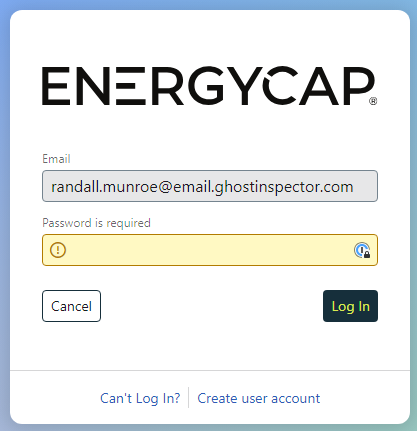 ENERGYCAP®
Email
randall.munroe@email.ghostinspector.com
Password is required
Cancel
Log In
Can't Log In?
Create user account